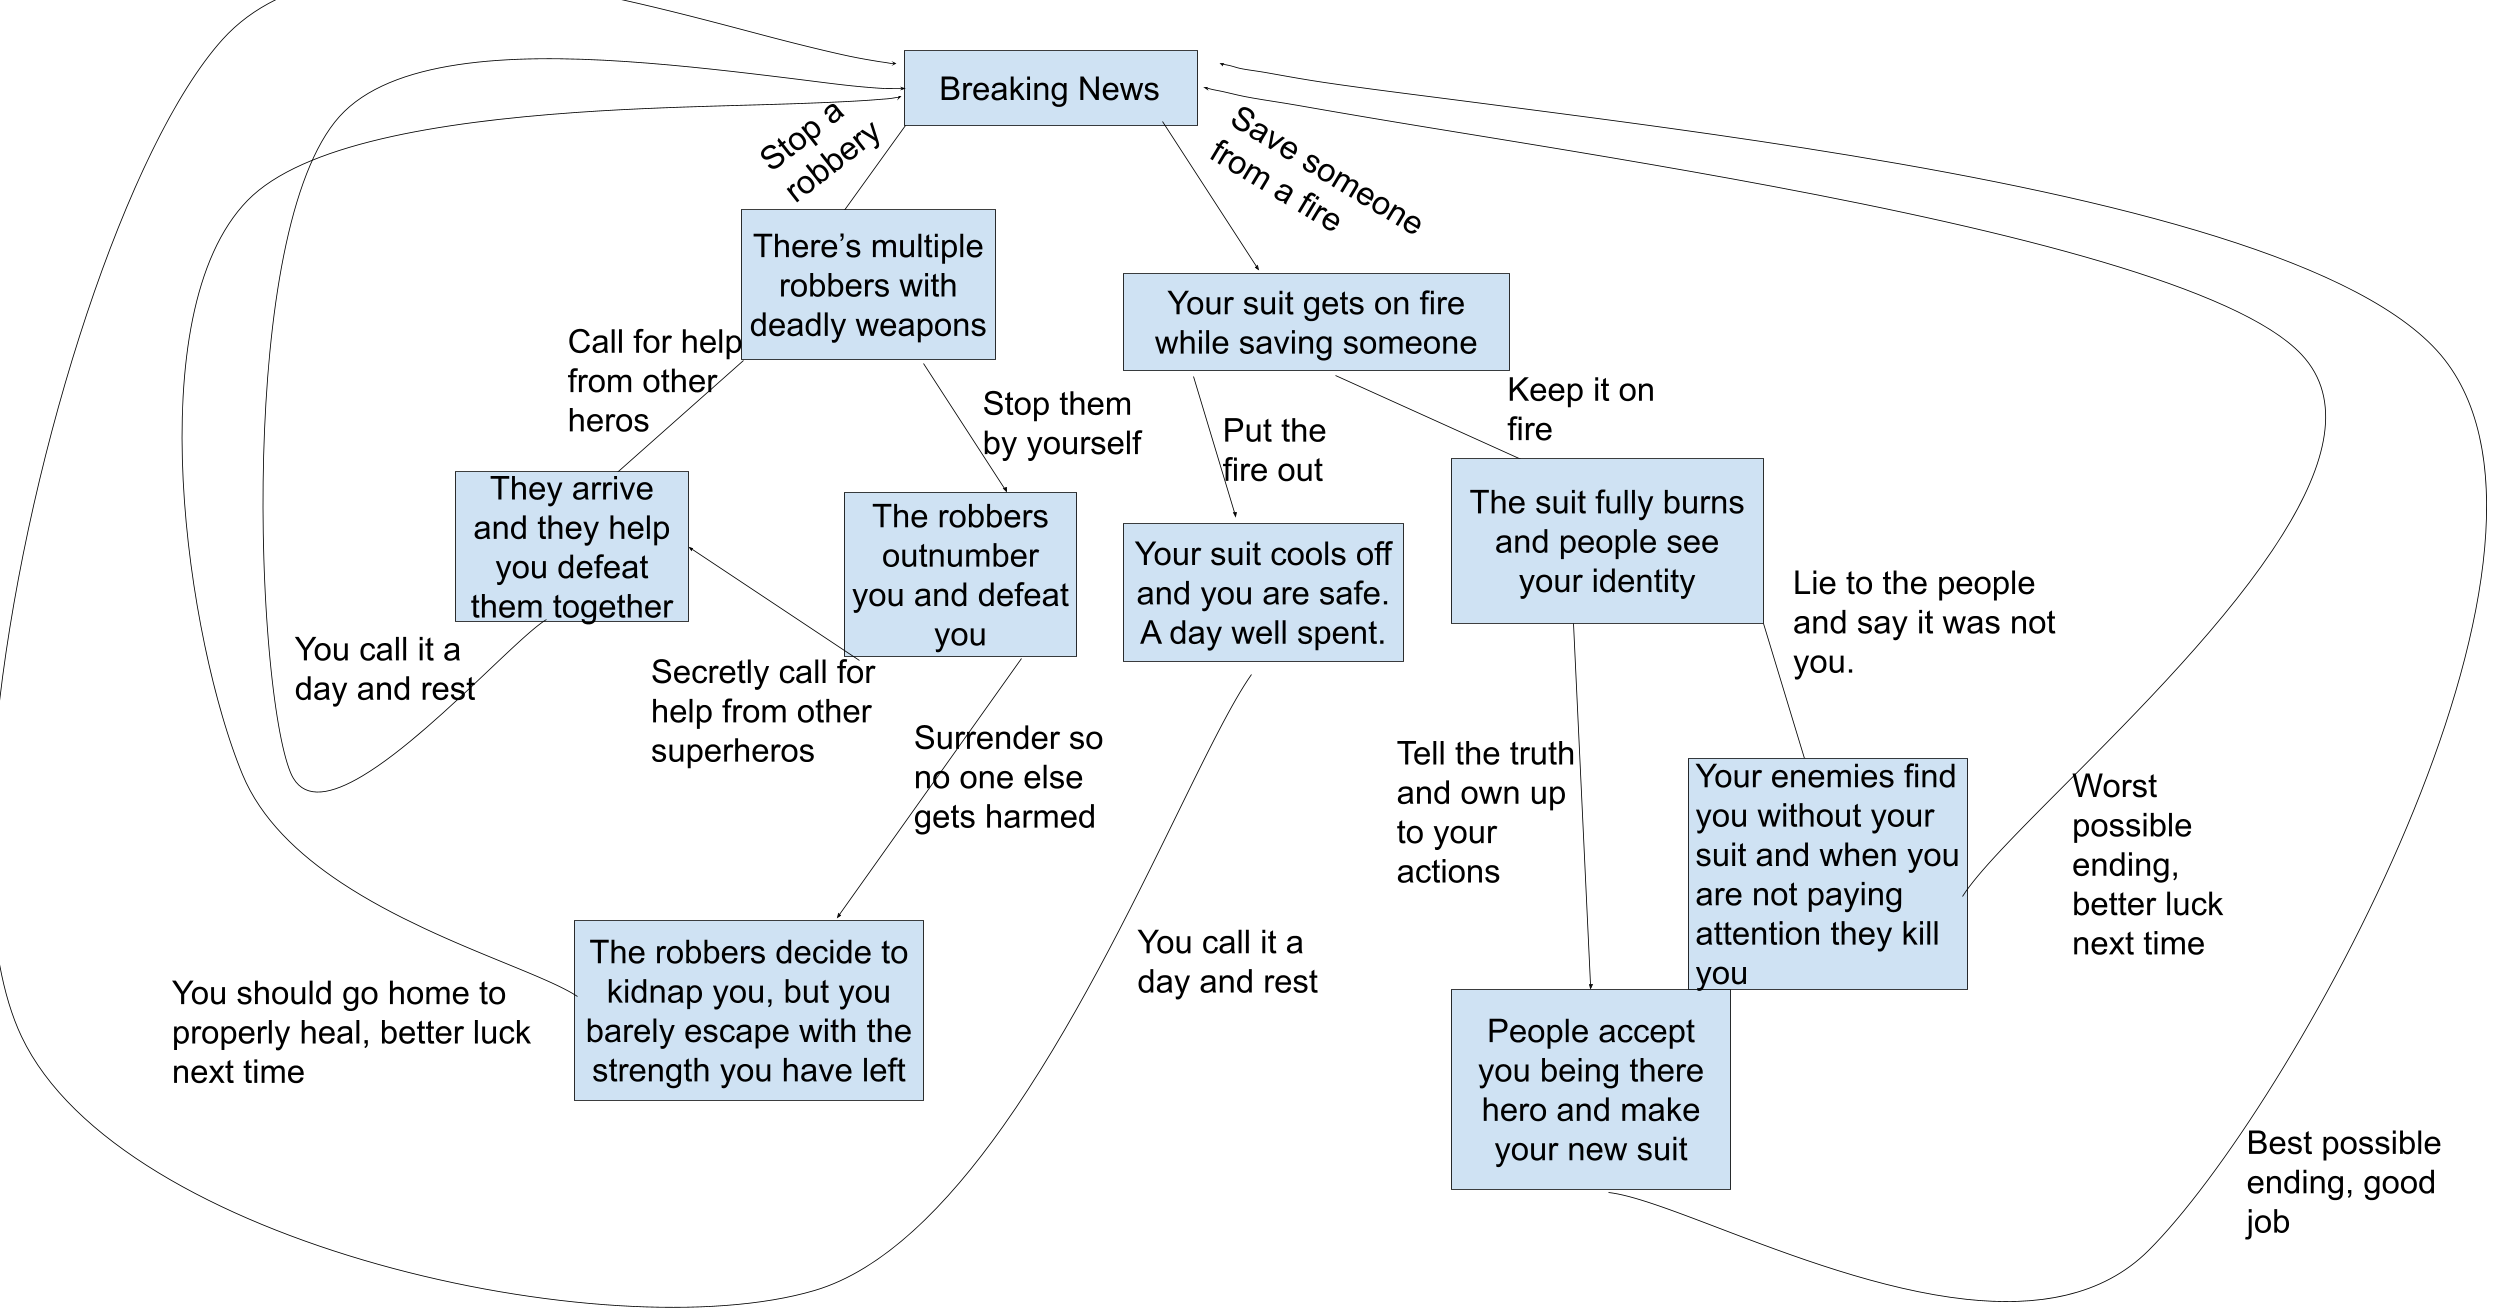 Breaking News
Stop a
robbery
Save someone
from a fire
There’s multiple
robbers with
deadly weapons
Your suit gets on fire
while saving someone
Call for help
from other
heros
Stop them
by yourself
Put the
fire out
Keep it on
fire
They arrive
and they help
you defeat
them together
The robbers
outnumber
you and defeat
you
Your suit cools off
and you are safe.
A day well spent.
The suit fully burns
and people see
your identity
Lie to the people
and say it was not
you.
You call it a
day and rest
Secretly call for
help from other
superheros
Surrender so
no one else
gets harmed
Tell the truth
and own up
to your
actions
Your enemies find
you without your
suit and when you
are not paying
attention they kill
you
Worst
possible
ending,
better luck
next time
The robbers decide to
kidnap you, but you
barely escape with the
strength you have left
You call it a
day and rest
You should go home to
properly heal, better luck
next time
People accept
you being there
hero and make
your new suit
Best possible
ending, good
job